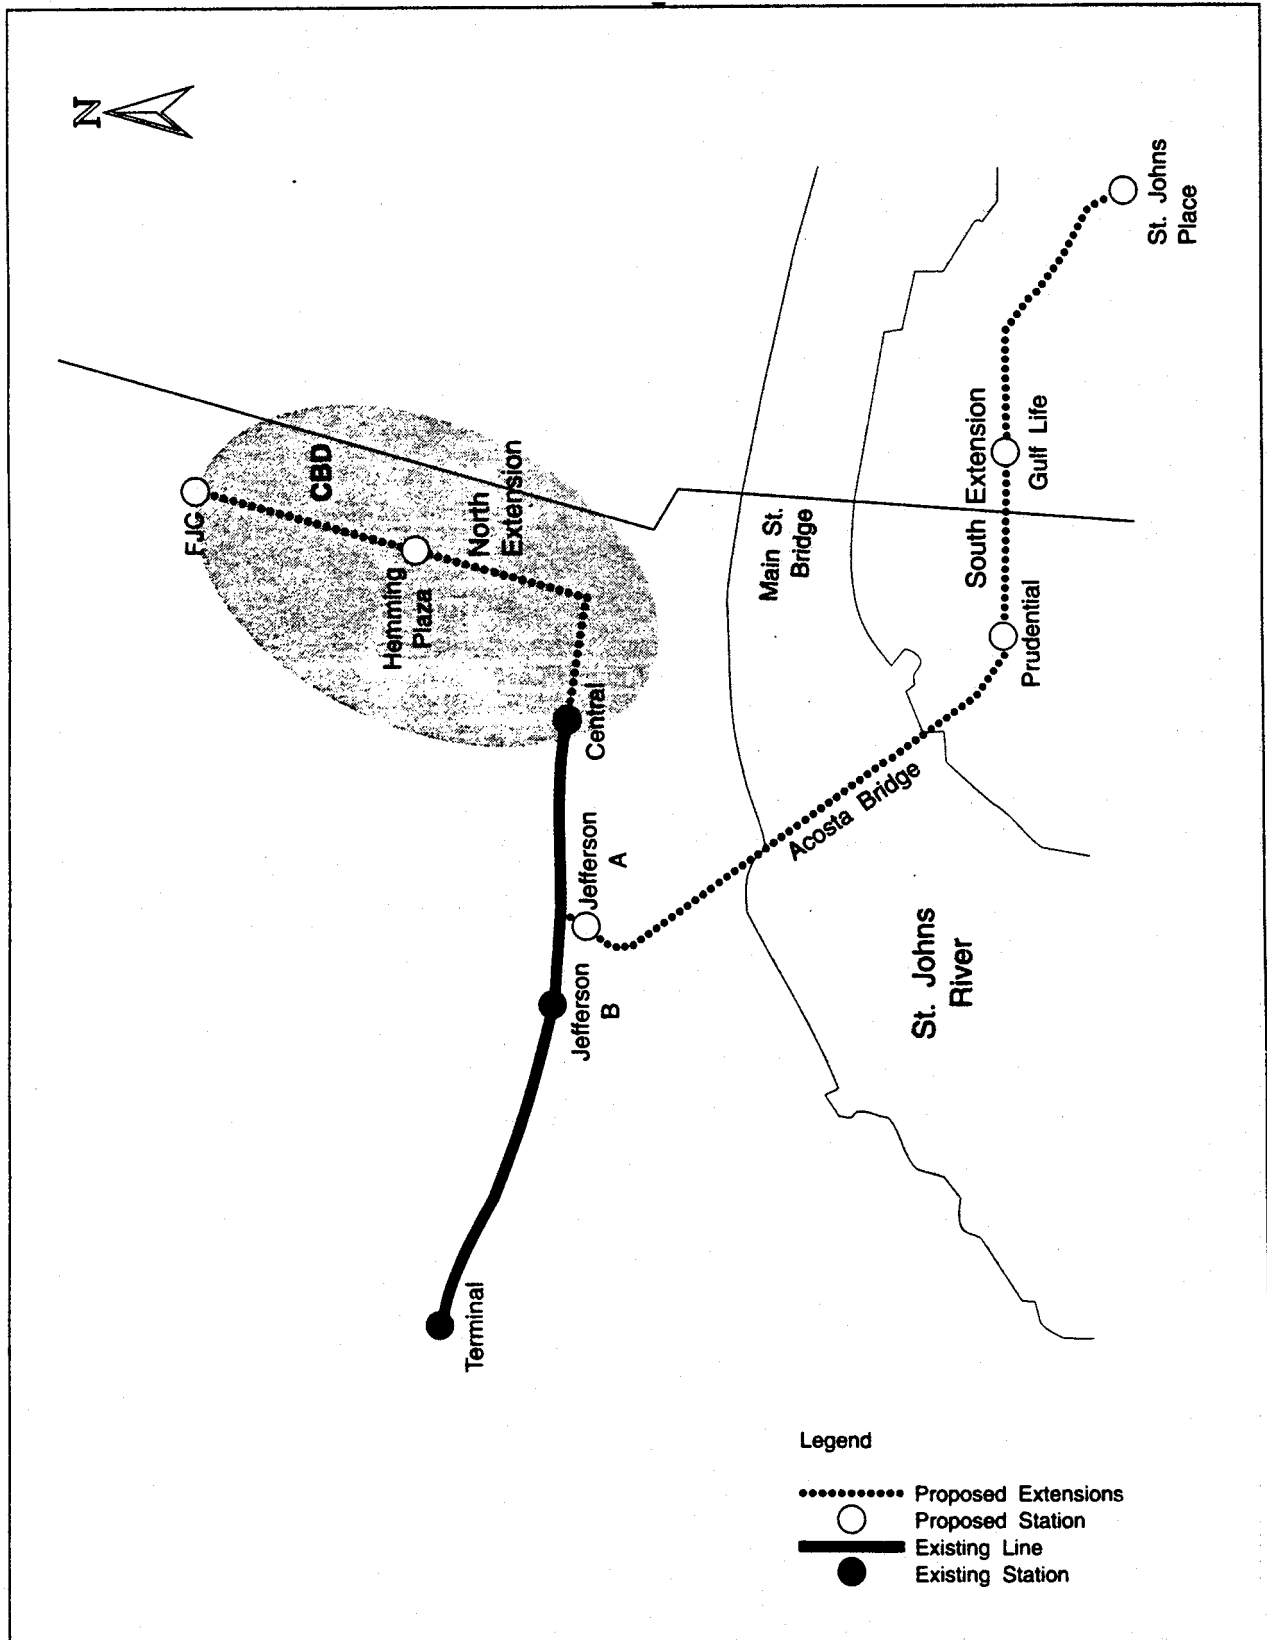 N
FJG
CBD
Hemming
Plaza
North
Extension
Central
Jefferson
A
Jefferson
B
Terminal
Main St.
Bridge
Acosta Bridge
St. Johns
River
South Extension
Prudential
Gulf Life
St. Johns
Place
Legend
Proposed Extensions
Proposed Station
Existing Line
Existing Station